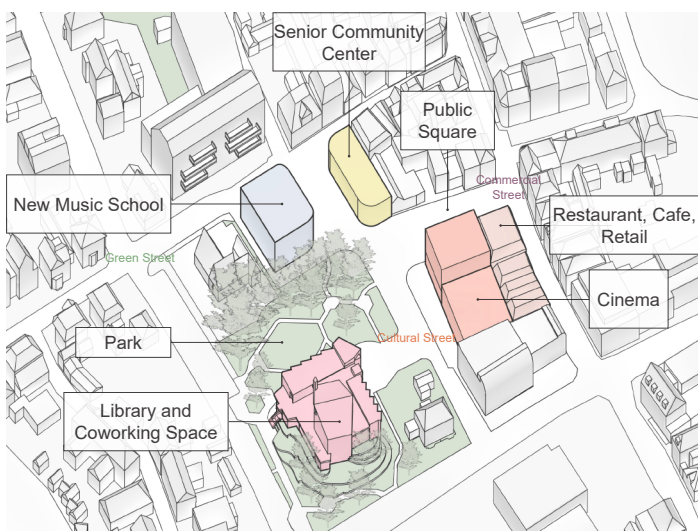 Senior Community
Center
Public
Square
Commercial
Street
New Music School
Restaurant, Cafe,
Retail
Green Street
Cinema
Park
Cultural Street
Library and
Coworking Space